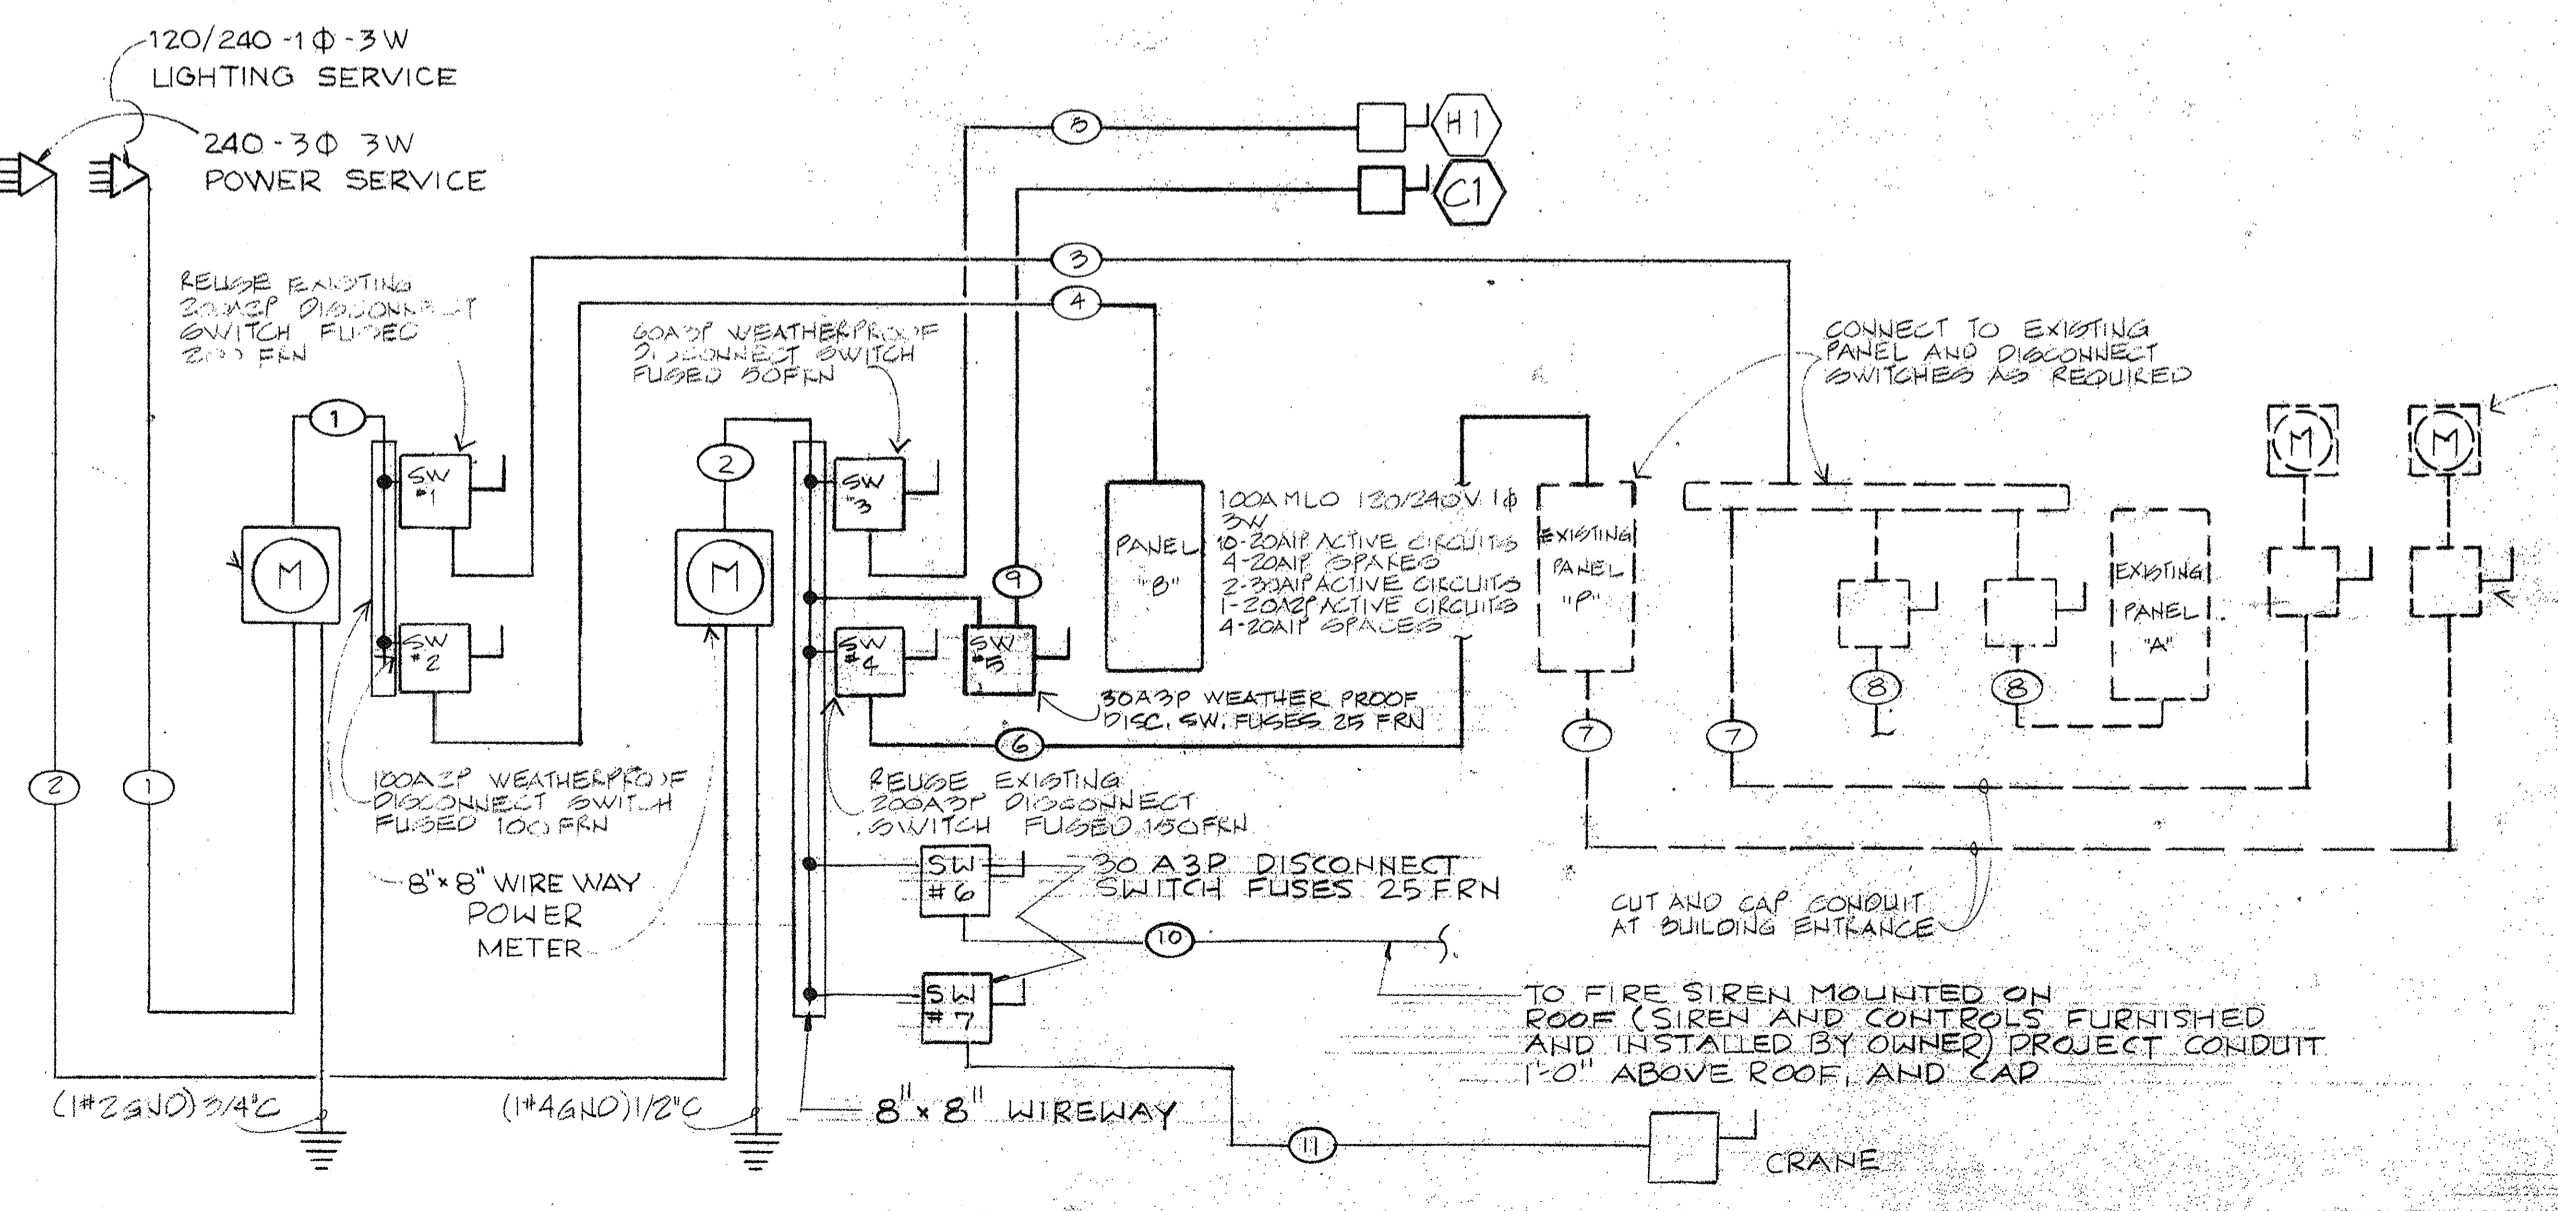 120/240-1Φ-3W
LIGHTING SERVICE
240-3Φ 3W
POWER SERVICE
5
H1
C1
3
4
REUSE EXISTING
200A2P DISCONNECT
SWITCH FUSED
200 FRN
60A3P WEATHERPROOF
DISCONNECT SWITCH
FUSED 50FRN
CONNECT TO EXISTING
PANEL AND DISCONNECT
SWITCHES AS REQUIRED
1
SW
#1
M
SW
#2
2
SW
#3
M
SW
#4
9
SW
#5
PANEL
"B"
100A MLO 120/240V 1Φ
3W
10-20A1P ACTIVE CIRCUITS
4-20A1P SPARES
2-30A1P ACTIVE CIRCUITS
1-20A2P ACTIVE CIRCUITS
4-20A1P SPACES
EXISTING
PANEL
"P"
EXISTING
PANEL
"A"
M
M
8
8
7
7
30A3P WEATHER PROOF
DISC. SW. FUSES 25 FRN
6
2
1
100A2P WEATHERPROOF
DISCONNECT SWITCH
FUSED 100 FRN
REUSE EXISTING
200A3P DISCONNECT
SWITCH FUSED 150FRN
8"x8" WIRE WAY
POWER
METER
SW
#6
30 A3P DISCONNECT
SWITCH FUSES 25 FRN
10
CUT AND CAP CONDUIT
AT BUILDING ENTRANCE
SW
#7
TO FIRE SIREN MOUNTED ON
ROOF (SIREN AND CONTROLS FURNISHED
AND INSTALLED BY OWNER) PROJECT CONDUIT
1'-0" ABOVE ROOF, AND CAP
(1#2GND)3/4"C
(1#4GND)1/2"C
8"x8" WIREWAY
11
CRANE